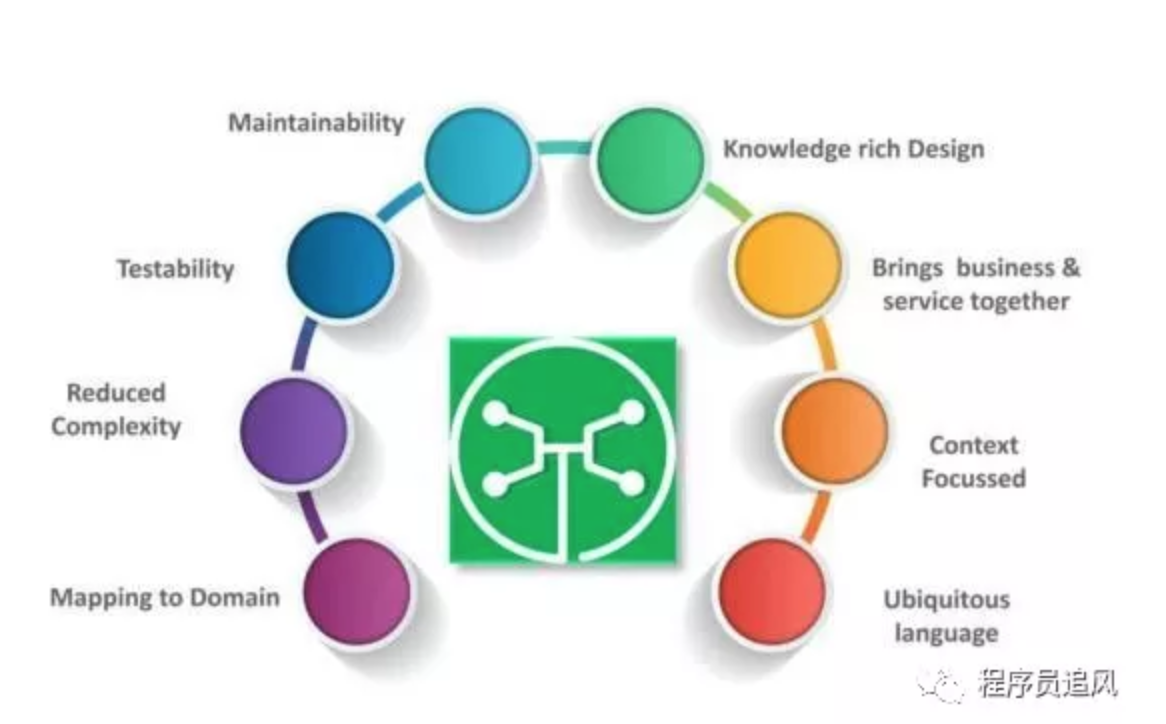 Maintainability
Knowledge rich Design
Testability
Brings business &
service together
Reduced
Complexity
Context
Focussed
Mapping to Domain
Ubiquitous
language
程序员追风